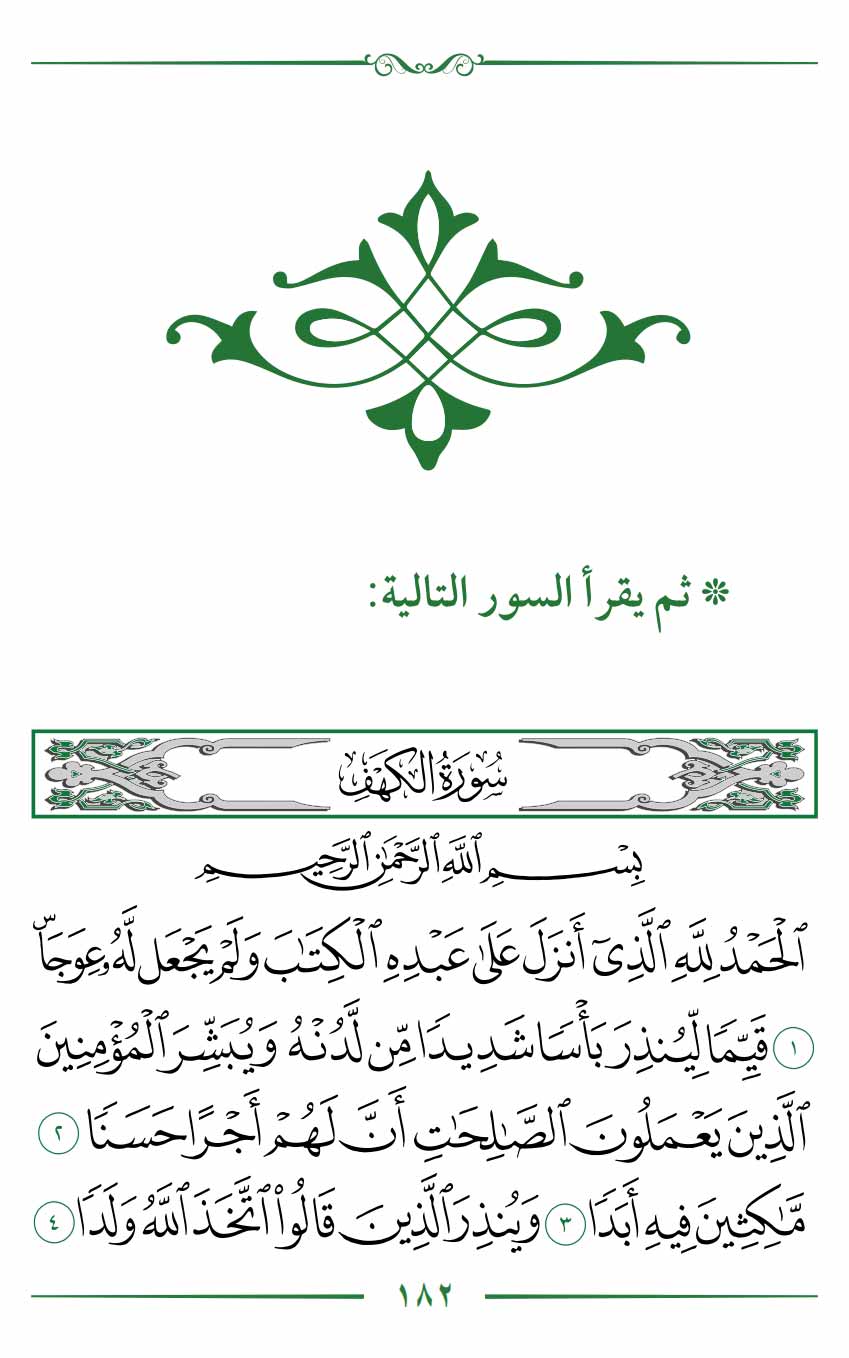 ❊ ثم يقرأ السور التالية:
سُورَةُ الكَهْفِ
بِسْمِ ٱللَّهِ ٱلرَّحْمَٰنِ ٱلرَّحِيمِ
ٱلْحَمْدُ لِلَّهِ ٱلَّذِىٓ أَنزَلَ عَلَىٰ عَبْدِهِ ٱلْكِتَٰبَ وَلَمْ يَجْعَل لَّهُۥ عِوَجَاۜ
١ قَيِّمًا لِّيُنذِرَ بَأْسًا شَدِيدًا مِّن لَّدُنْهُ وَيُبَشِّرَ ٱلْمُؤْمِنِينَ
ٱلَّذِينَ يَعْمَلُونَ ٱلصَّٰلِحَٰتِ أَنَّ لَهُمْ أَجْرًا حَسَنًا ٢
مَّٰكِثِينَ فِيهِ أَبَدًا ٣ وَيُنذِرَ ٱلَّذِينَ قَالُوا۟ ٱتَّخَذَ ٱللَّهُ وَلَدًا ٤
١٨٢